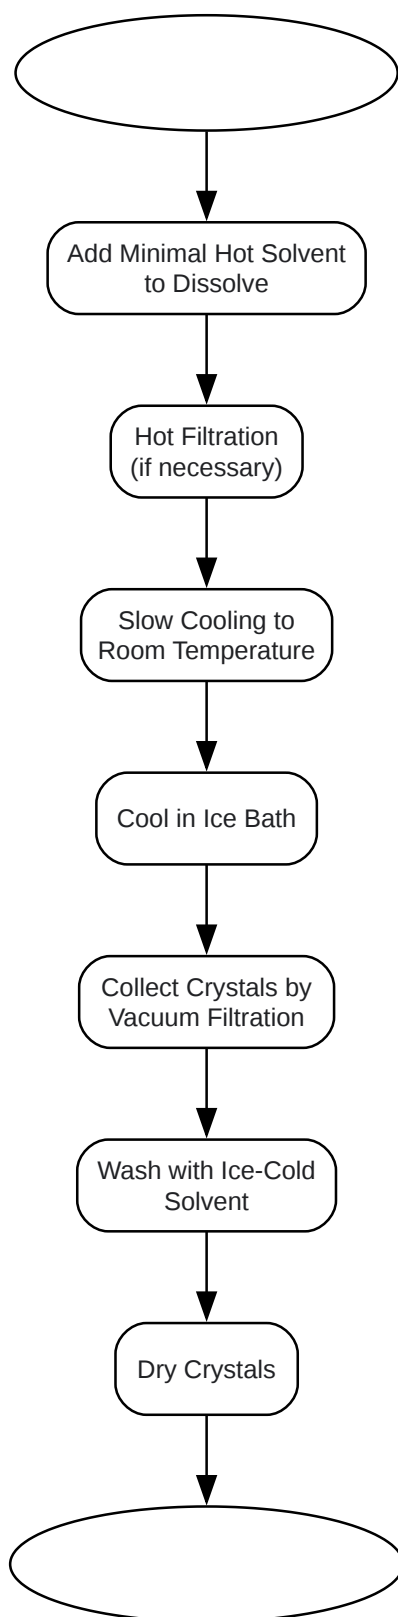 Add Minimal Hot Solvent
to Dissolve
Hot Filtration
(if necessary)
Slow Cooling to
Room Temperature
Cool in Ice Bath
Collect Crystals by
Vacuum Filtration
Wash with Ice-Cold
Solvent
Dry Crystals